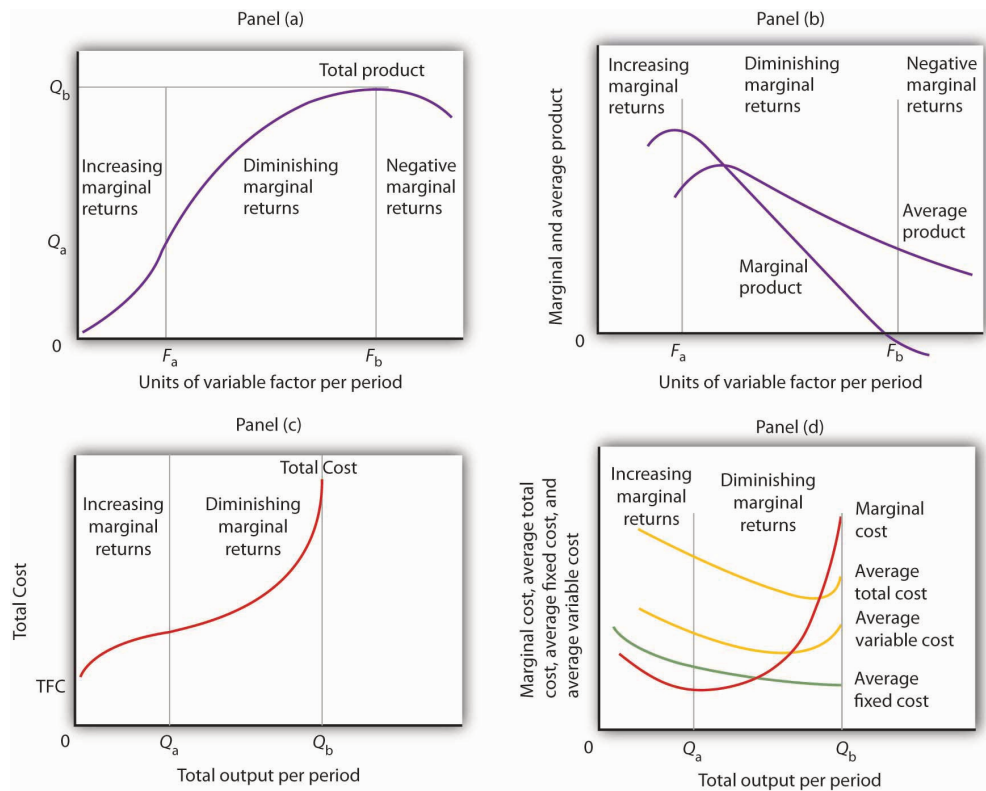 Panel (a)
Total product
Qb
Increasing
marginal
returns
Diminishing
marginal
returns
Negative
marginal
returns
Qa
0
Fa
Fb
Units of variable factor per period
Panel (b)
Marginal and average product
Increasing
marginal
returns
Diminishing
marginal
returns
Negative
marginal
returns
Average
product
Marginal
product
0
Fa
Fb
Units of variable factor per period
Panel (c)
Total Cost
Total Cost
Increasing
marginal
returns
Diminishing
marginal
returns
TFC
0
Qa
Qb
Total output per period
Panel (d)
Marginal cost, average total
cost, average fixed cost, and
average variable cost
Increasing
marginal
returns
Diminishing
marginal
returns
Marginal
cost
Average
total cost
Average
variable cost
Average
fixed cost
0
Qa
Qb
Total output per period